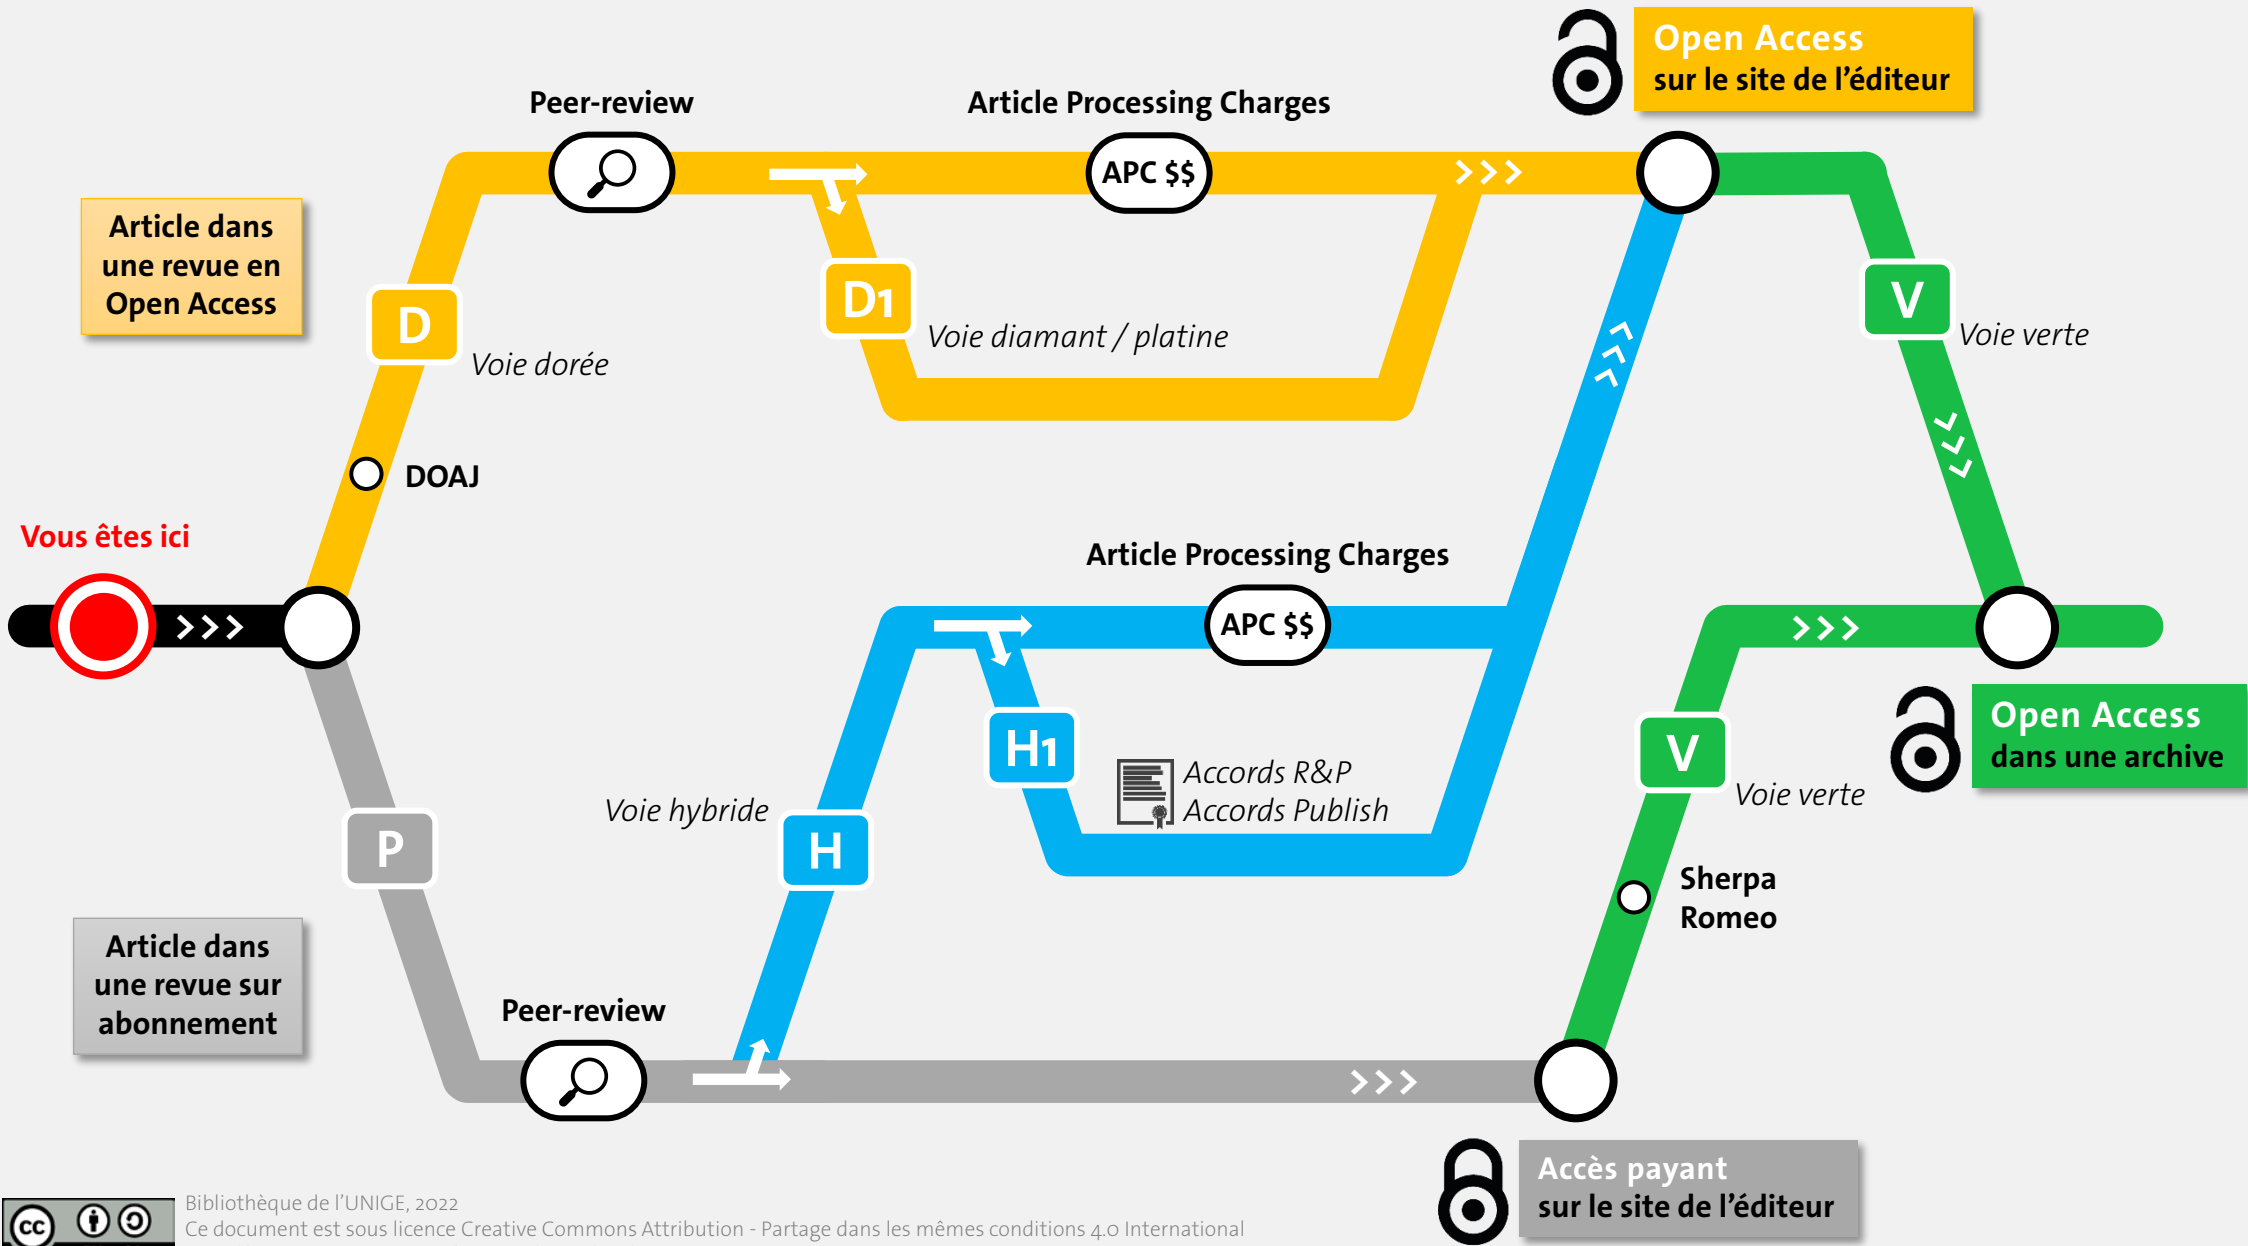 Open Access
sur le site de l'éditeur
Peer-review
Article Processing Charges
APC $$
Article dans
une revue en
Open Access
D
Voie dorée
D1
Voie diamant / platine
V
Voie verte
DOAJ
Vous êtes ici
Article Processing Charges
APC $$
H1
Accords R&P
Accords Publish
Voie hybride
H
P
V
Voie verte
Open Access
dans une archive
Sherpa
Romeo
Article dans
une revue sur
abonnement
Peer-review
Accès payant
sur le site de l'éditeur
cc
Bibliothèque de l'UNIGE, 2022
Ce document est sous licence Creative Commons Attribution - Partage dans les mêmes conditions 4.0 International